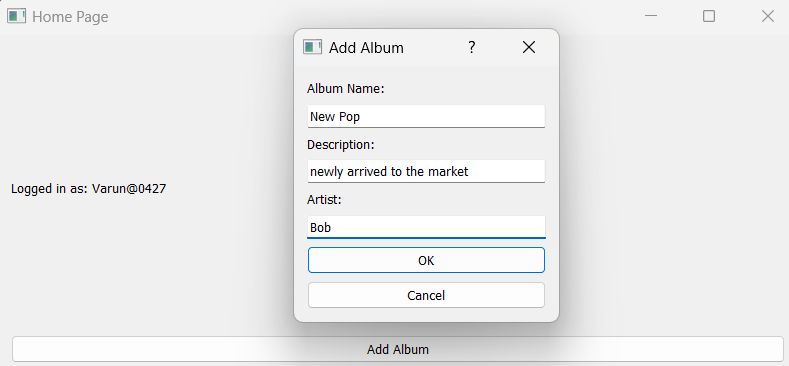 Home Page
Add Album
?
Album Name:
New Pop
Description:
newly arrived to the market
Logged in as: Varun@0427
Artist:
Bob
OK
Cancel
Add Album